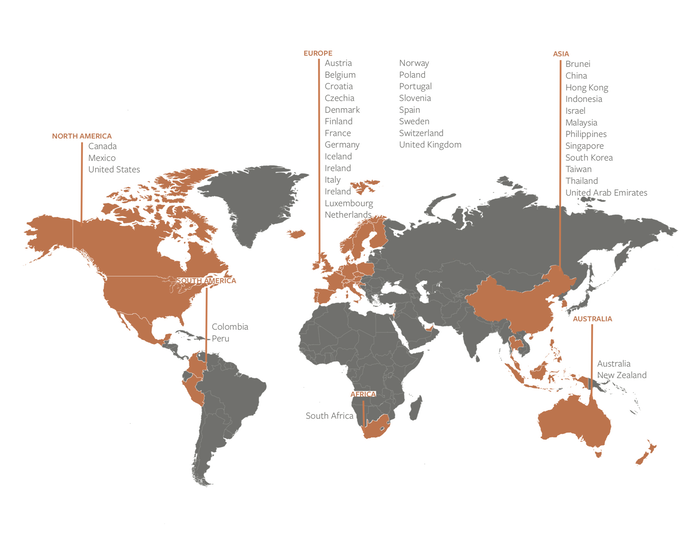 EUROPE
Austria
Belgium
Croatia
Czechia
Denmark
Finland
France
Germany
Iceland
Ireland
Italy
Ireland
Luxembourg
Netherlands
Norway
Poland
Portugal
Slovenia
Spain
Sweden
Switzerland
United Kingdom
ASIA
Brunei
China
Hong Kong
Indonesia
Israel
Malaysia
Philippines
Singapore
South Korea
Taiwan
Thailand
United Arab Emirates
NORTH AMERICA
Canada
Mexico
United States
SOUTH AMERICA
Colombia
Peru
AUSTRALIA
Australia
New Zealand
AFRICA
South Africa